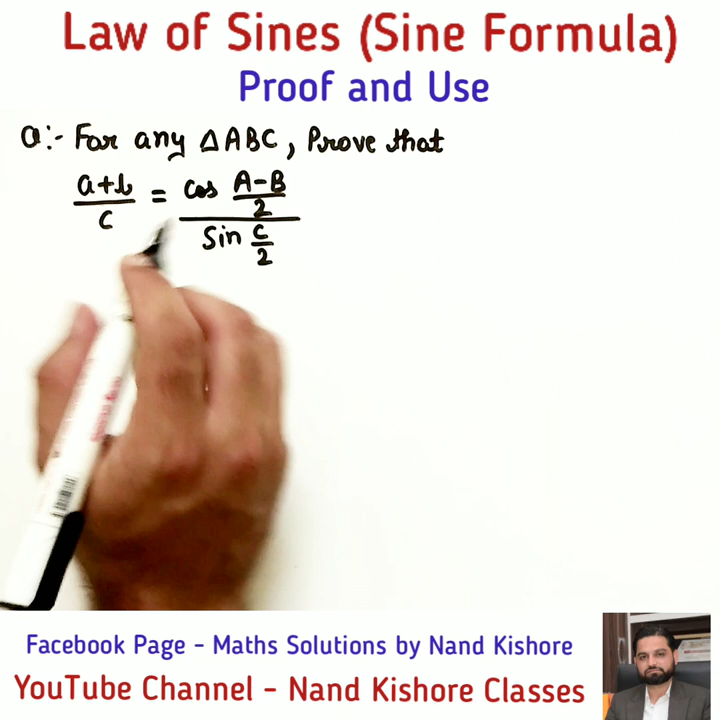 Law of Sines (Sine Formula)
Proof and Use
Q:- For any △ABC, Prove that
a+b/c = cos A-B/2 / Sin C/2
Facebook Page - Maths Solutions by Nand Kishore
YouTube Channel - Nand Kishore Classes